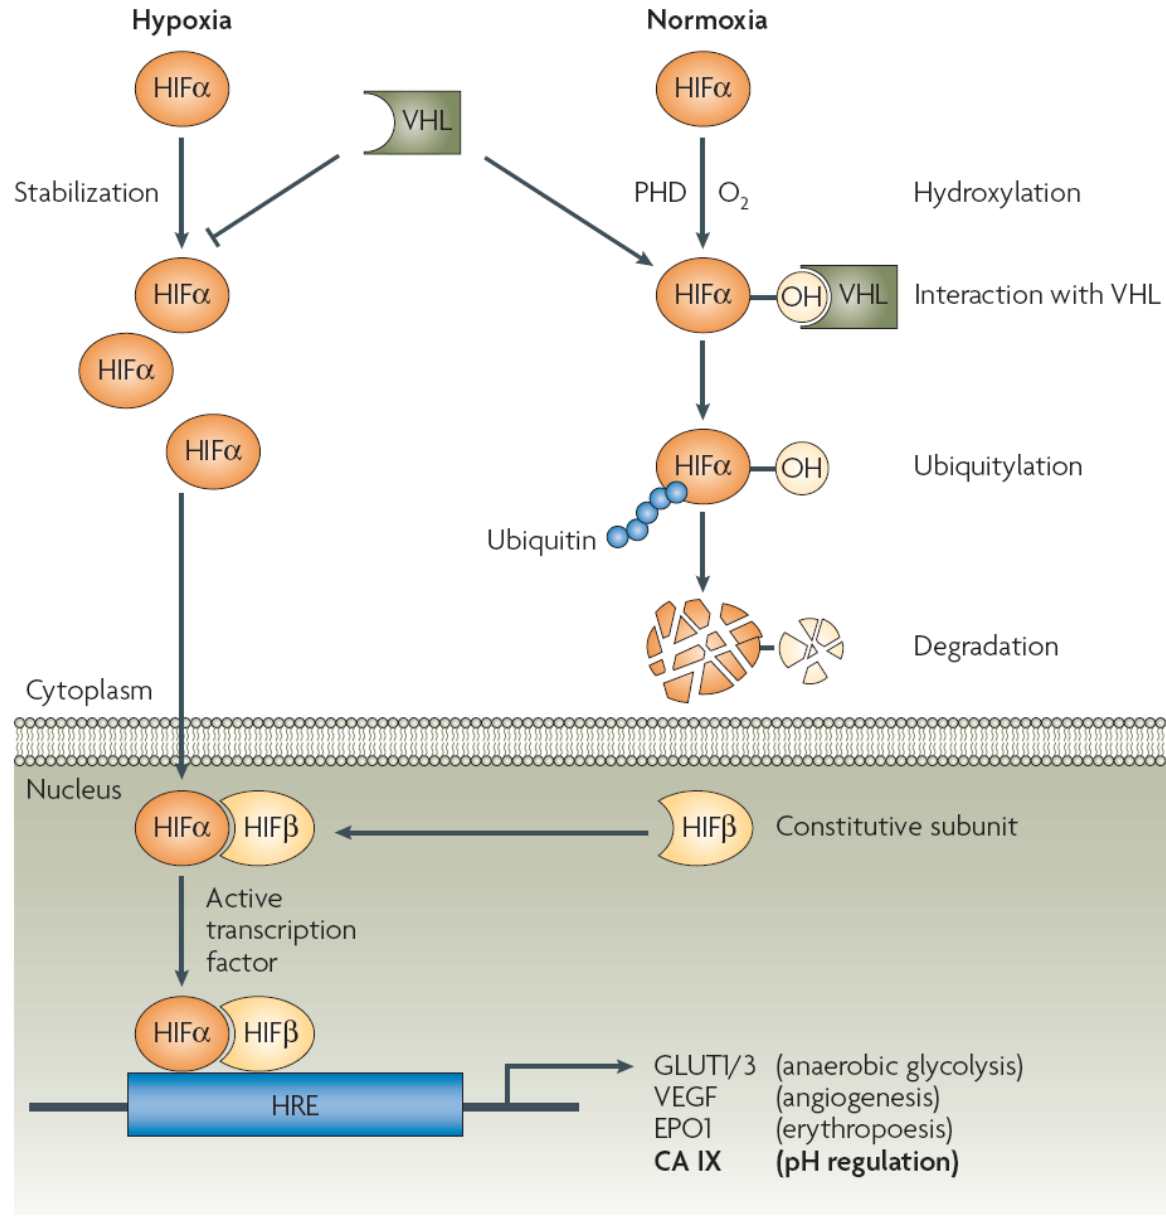 Hypoxia
Normoxia
HIFα
VHL
HIFα
Stabilization
PHD O₂
Hydroxylation
HIFα
HIFα
OH
VHL
Interaction with VHL
HIFα
HIFα
HIFα
OH
Ubiquitylation
Ubiquitin
Degradation
Cytoplasm
Nucleus
HIFα
HIFβ
HIFβ
Constitutive subunit
Active
transcription
factor
HIFα
HIFβ
HRE
GLUT1/3 (anaerobic glycolysis)
VEGF (angiogenesis)
EPO1 (erythropoesis)
CA IX (pH regulation)